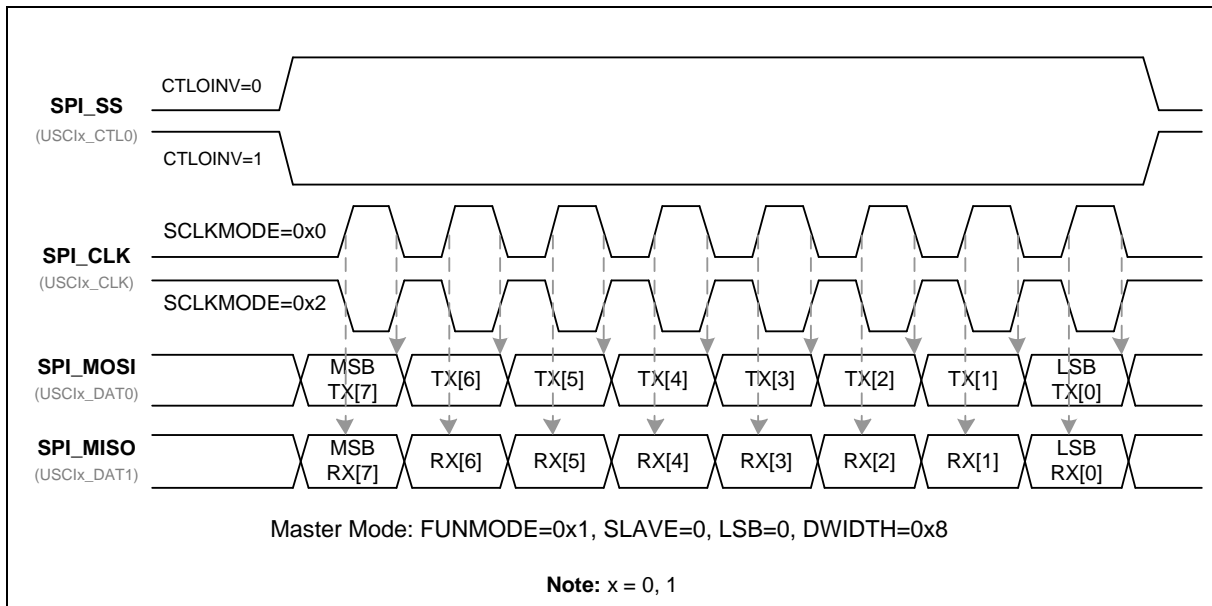 CTLOINV=0
SPI_SS
(USCIx_CTL0)
CTLOINV=1
SCLKMODE=0x0
SPI_CLK
(USCIx_CLK)
SCLKMODE=0x2
SPI_MOSI
(USCIx_DAT0)
MSB TX[7] TX[6] TX[5] TX[4] TX[3] TX[2] TX[1] LSB TX[0]
SPI_MISO
(USCIx_DAT1)
MSB RX[7] RX[6] RX[5] RX[4] RX[3] RX[2] RX[1] LSB RX[0]
Master Mode: FUNMODE=0x1, SLAVE=0, LSB=0, DWIDTH=0x8
Note: x = 0, 1